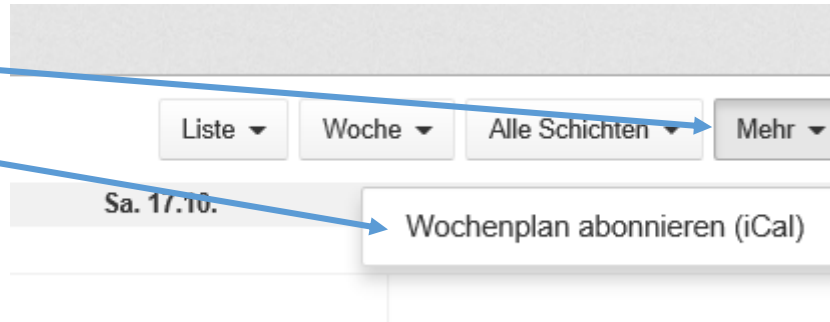 Liste Woche Alle Schichten Mehr
Sa. 17.10.
Wochenplan abonnieren (iCal)